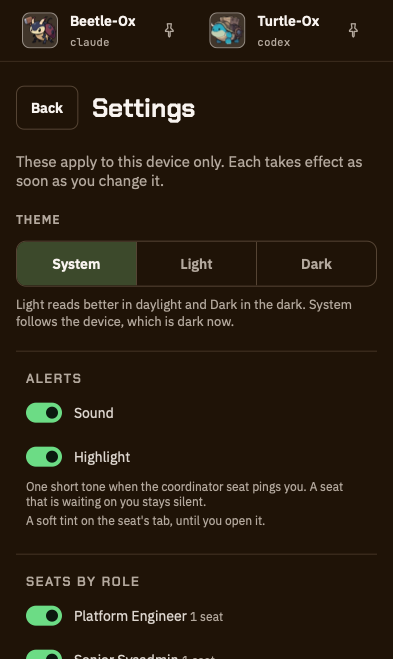 Beetle-Ox
claude
Turtle-Ox
codex
Back
Settings
These apply to this device only. Each takes effect as
soon as you change it.
THEME
System
Light
Dark
Light reads better in daylight and Dark in the dark. System
follows the device, which is dark now.
ALERTS
Sound
Highlight
One short tone when the coordinator seat pings you. A seat
that is waiting on you stays silent.
A soft tint on the seat's tab, until you open it.
SEATS BY ROLE
Platform Engineer 1 seat
Senior Sysadmin 1 seat